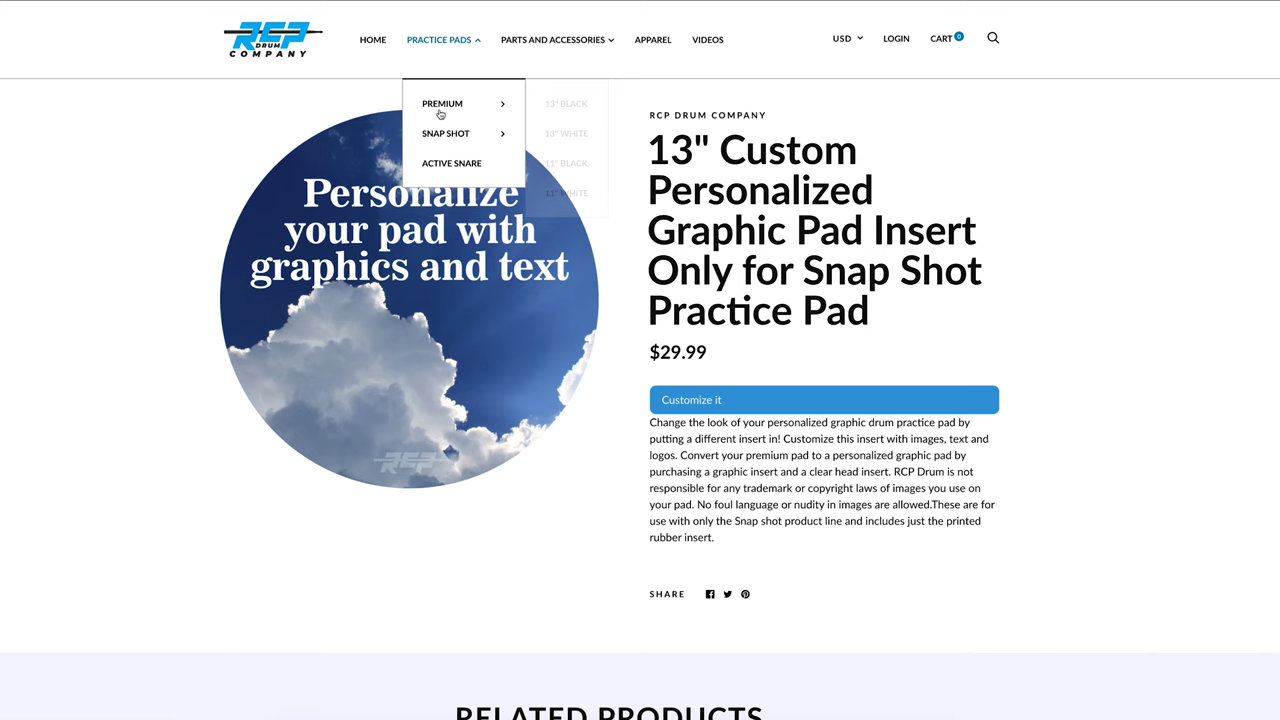 RCP
DRUM
COMPANY
HOME
PRACTICE PADS
PARTS AND ACCESSORIES
APPAREL
VIDEOS
USD
LOGIN
CART 0
PREMIUM
SNAP SHOT
ACTIVE SNARE
13" BLACK
13" WHITE
11" BLACK
11" WHITE
Personalize
your pad with
graphics and text
RCP
RCP DRUM COMPANY
13" Custom
Personalized
Graphic Pad Insert
Only for Snap Shot
Practice Pad
$29.99
Customize it
Change the look of your personalized graphic drum practice pad by
putting a different insert in! Customize this insert with images, text and
logos. Convert your premium pad to a personalized graphic pad by
purchasing a graphic insert and a clear head insert. RCP Drum is not
responsible for any trademark or copyright laws of images you use on
your pad. No foul language or nudity in images are allowed.These are for
use with only the Snap shot product line and includes just the printed
rubber insert.
SHARE
RELATED PRODUCTS